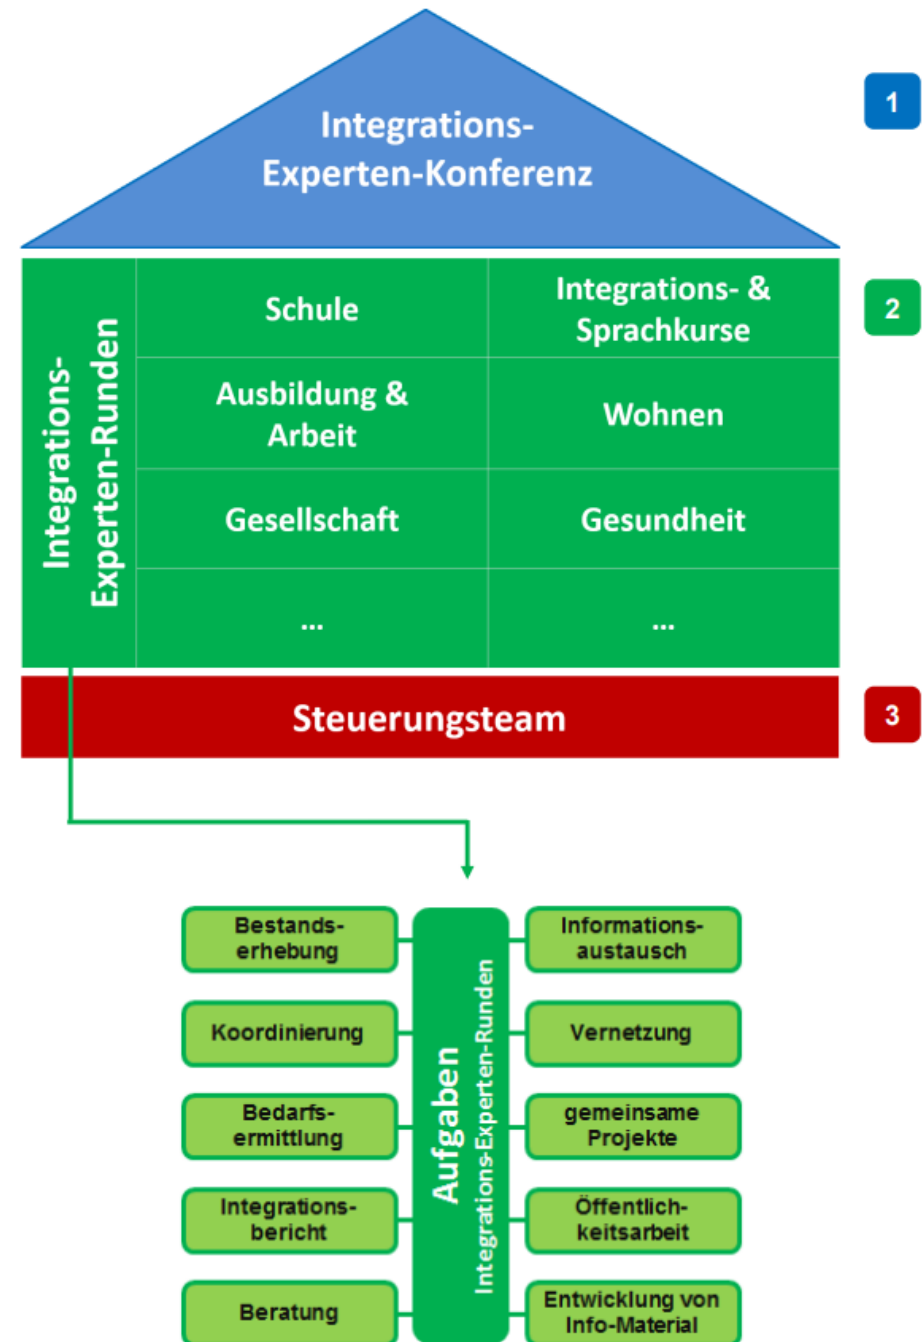 Integrations-
Experten-Konferenz
1
Integrations-
Experten-Runden
Schule
Integrations- &
Sprachkurse
2
Ausbildung &
Arbeit
Wohnen
Gesellschaft
Gesundheit
...
...
Steuerungsteam
3
Aufgaben
Integrations-Experten-Runden
Bestands-
erhebung
Informations-
austausch
Koordinierung
Vernetzung
Bedarfs-
ermittlung
gemeinsame
Projekte
Integrations-
bericht
Öffentlich-
keitsarbeit
Beratung
Entwicklung von
Info-Material